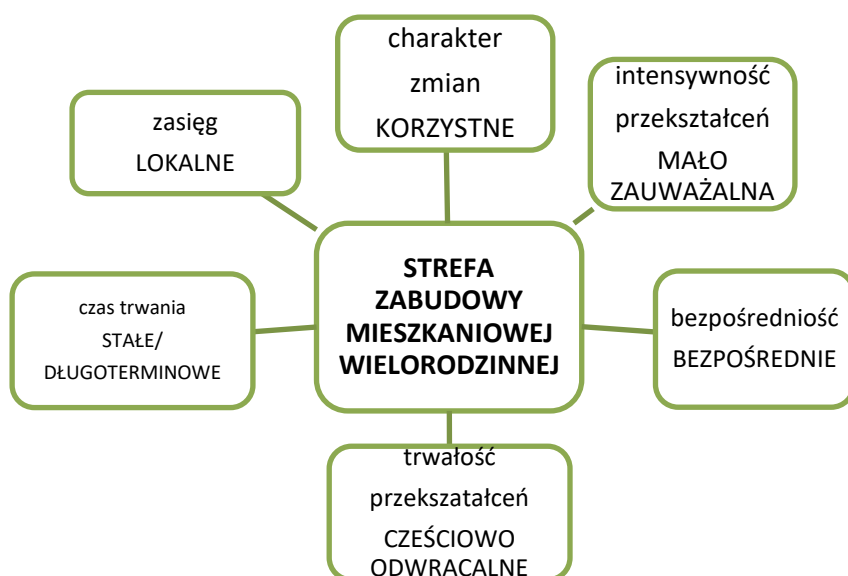 charakter
zmian
KORZYSTNE
intensywność
przekształceń
MAŁO
ZAUWAŻALNA
zasięg
LOKALNE
STREFA
ZABUDOWY
MIESZKANIOWEJ
WIELORODZINNEJ
czas trwania
STAŁE/
DŁUGOTERMINOWE
bezpośredniość
BEZPOŚREDNIE
trwałość
przekszatałceń
CZEŚCIOWO
ODWRACALNE